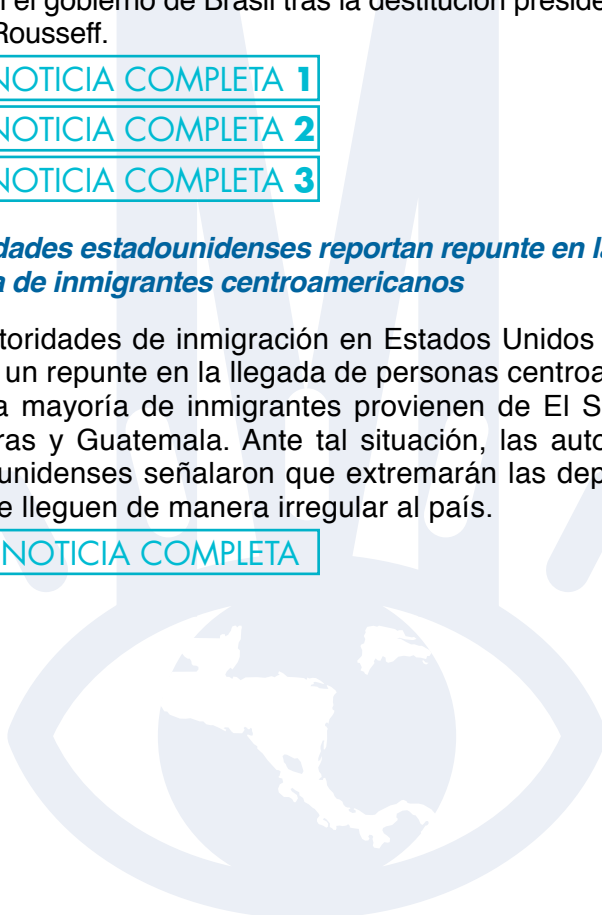 el gobierno de Brasil tras la destitución
Rousseff.
NOTICIA COMPLETA 1
NOTICIA COMPLETA 2
NOTICIA COMPLETA 3
dades estadounidenses reportan repunte en
a de inmigrantes centroamericanos
toridades de inmigración en Estados Unidos
un repunte en la llegada de personas centroa
a mayoría de inmigrantes provienen de El S
ras y Guatemala. Ante tal situación, las auto
unidenses señalaron que extremarán las dep
e lleguen de manera irregular al país.
NOTICIA COMPLETA